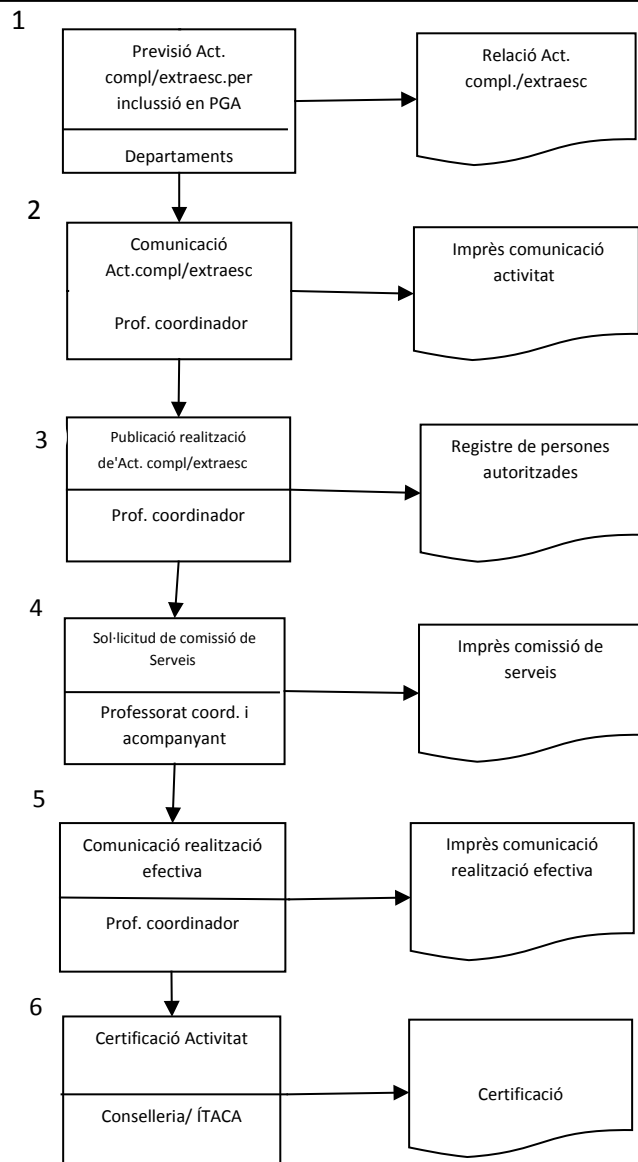 1
Previsió Act.
compl/extraesc.per
inclussió en PGA
Departaments
Relació Act.
compl./extraesc
2
Comunicació
Act.compl/extraesc
Prof. coordinador
Imprès comunicació
activitat
3
Publicació realització
de'Act. compl/extraesc
Prof. coordinador
Registre de persones
autoritzades
4
Sol·licitud de comissió de
Serveis
Professorat coord. i
acompanyant
Imprès comissió de
serveis
5
Comunicació realització
efectiva
Prof. coordinador
Imprès comunicació
realització efectiva
6
Certificació Activitat
Conselleria/ ÍTACA
Certificació